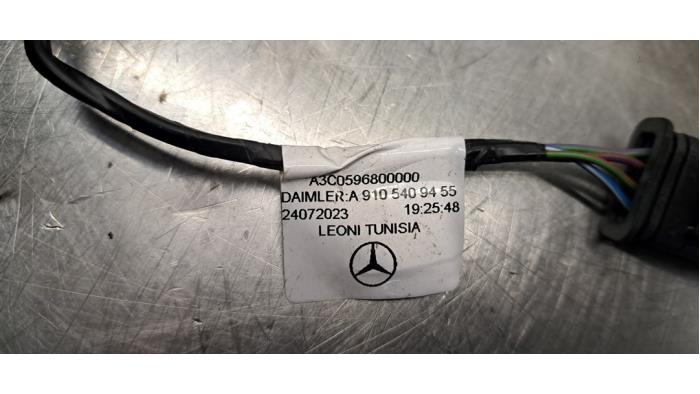 A3C0596800000
DAIMLER:A 910 540 94 55
24072023 19:25:48
LEONI TUNISIA